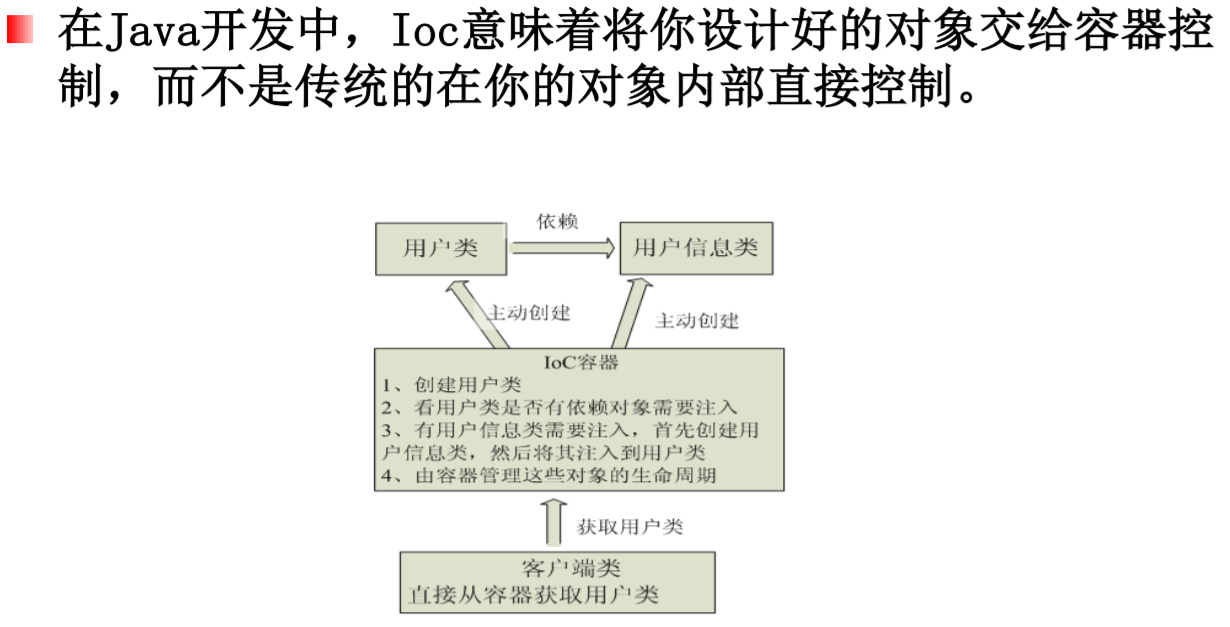 在Java开发中，Ioc意味着将你设计好的对象交给容器控
制，而不是传统的在你的对象内部直接控制。
依赖
用户类
用户信息类
主动创建
主动创建
IoC容器
1、创建用户类
2、看用户类是否有依赖对象需要注入
3、有用户信息类需要注入，首先创建用
户信息类，然后将其注入到用户类
4、由容器管理这些对象的生命周期
获取用户类
客户端类
直接从容器获取用户类